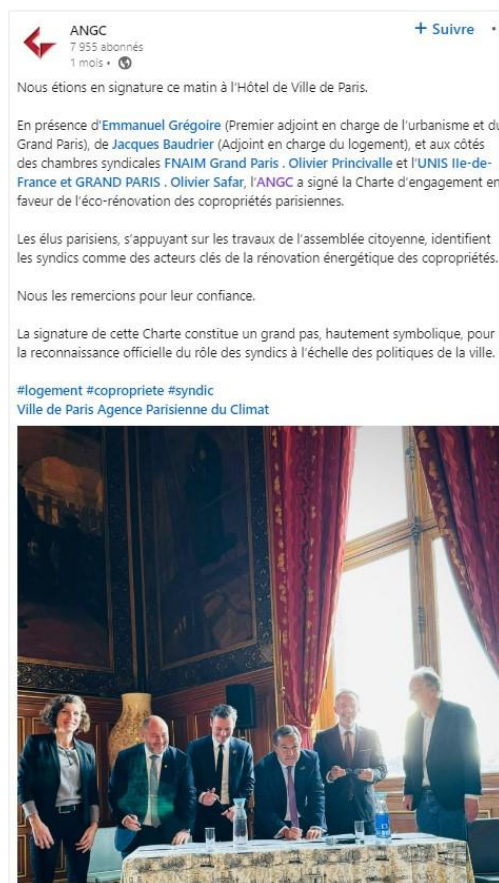 ANGC
+ Suivre
7 955 abonnés
1 mois •
Nous étions en signature ce matin à l'Hôtel de Ville de Paris.
En présence d'Emmanuel Grégoire (Premier adjoint en charge de l'urbanisme et du
Grand Paris), de Jacques Baudrier (Adjoint en charge du logement), et aux côtés
des chambres syndicales FNAIM Grand Paris . Olivier Princivalle et l'UNIS Ile-de-
France et GRAND PARIS . Olivier Safar, l'ANGC a signé la Charte d'engagement en
faveur de l'éco-rénovation des copropriétés parisiennes.
Les élus parisiens, s'appuyant sur les travaux de l'assemblée citoyenne, identifient
les syndics comme des acteurs clés de la rénovation énergétique des copropriétés.
Nous les remercions pour leur confiance.
La signature de cette Charte constitue un grand pas, hautement symbolique, pour
la reconnaissance officielle du rôle des syndics à l'échelle des politiques de la ville.
#logement #copropriete #syndic
Ville de Paris Agence Parisienne du Climat